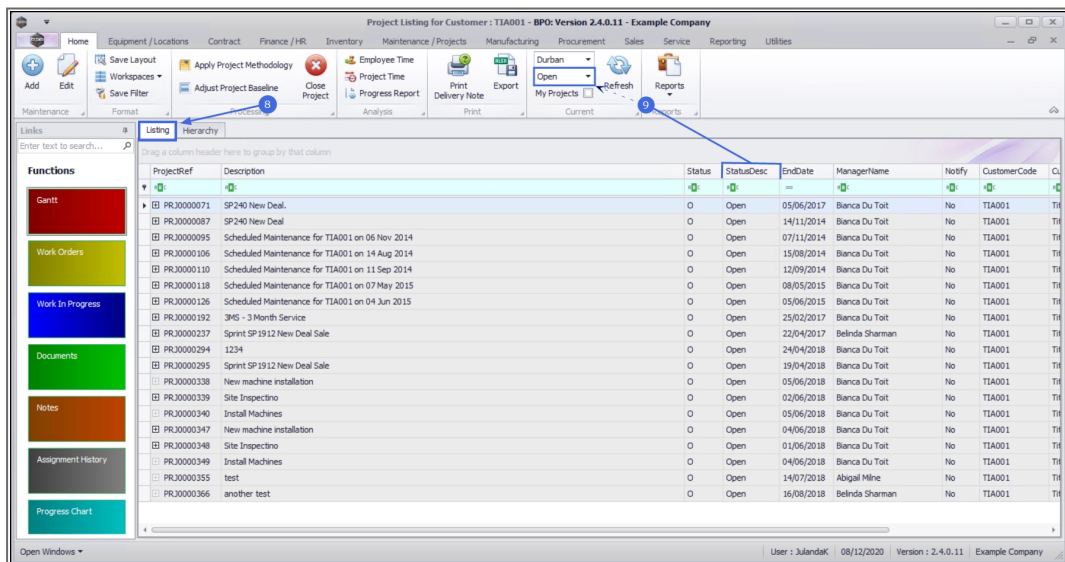 Project Listing for Customer : TIA001 - BPO: Version 2.4.0.11 - Example Company
Home Equipment / Locations Contract Finance / HR Inventory Maintenance / Projects Manufacturing Procurement Sales Service Reporting Utilities
Add
Edit
Save Layout
Workspaces
Save Filter
Apply Project Methodology
Adjust Project Baseline
Close Project
Employee Time
Project Time
Progress Report
Print Delivery Note
Export
Durban
Open
My Projects
Refresh
Reports
Maintenance Format Processing Analysis Print Current Reports
8
9
Links
Enter text to search...
Functions
Gantt
Work Orders
Work In Progress
Documents
Notes
Assignment History
Progress Chart
Listing Hierarchy
Drag a column header here to group by that column
ProjectRef Description Status StatusDesc EndDate ManagerName Notify CustomerCode Cu
PRJ0000071 SP240 New Deal. O Open 05/06/2017 Bianca Du Toit No TIA001 Tit
PRJ0000087 SP240 New Deal O Open 14/11/2014 Bianca Du Toit No TIA001 Tit
PRJ0000095 Scheduled Maintenance for TIA001 on 06 Nov 2014 O Open 07/11/2014 Bianca Du Toit No TIA001 Tit
PRJ0000106 Scheduled Maintenance for TIA001 on 14 Aug 2014 O Open 15/08/2014 Bianca Du Toit No TIA001 Tit
PRJ0000110 Scheduled Maintenance for TIA001 on 11 Sep 2014 O Open 12/09/2014 Bianca Du Toit No TIA001 Tit
PRJ0000118 Scheduled Maintenance for TIA001 on 07 May 2015 O Open 08/05/2015 Bianca Du Toit No TIA001 Tit
PRJ0000126 Scheduled Maintenance for TIA001 on 04 Jun 2015 O Open 05/06/2015 Bianca Du Toit No TIA001 Tit
PRJ0000192 3MS - 3 Month Service O Open 25/02/2017 Bianca Du Toit No TIA001 Tit
PRJ0000237 Sprint SP1912 New Deal Sale O Open 22/04/2017 Belinda Sharman No TIA001 Tit
PRJ0000294 1234 O Open 24/04/2018 Bianca Du Toit No TIA001 Tit
PRJ0000295 Sprint SP1912 New Deal Sale O Open 19/04/2018 Bianca Du Toit No TIA001 Tit
PRJ0000338 New machine installation O Open 05/06/2018 Bianca Du Toit No TIA001 Tit
PRJ0000339 Site Inspectino O Open 02/06/2018 Bianca Du Toit No TIA001 Tit
PRJ0000340 Install Machines O Open 05/06/2018 Bianca Du Toit No TIA001 Tit
PRJ0000347 New machine installation O Open 04/06/2018 Bianca Du Toit No TIA001 Tit
PRJ0000348 Site Inspectino O Open 01/06/2018 Bianca Du Toit No TIA001 Tit
PRJ0000349 Install Machines O Open 04/06/2018 Bianca Du Toit No TIA001 Tit
PRJ0000355 test O Open 14/07/2018 Abigail Milne No TIA001 Tit
PRJ0000366 another test O Open 16/08/2018 Belinda Sharman No TIA001 Tit
Open Windows
User : JulandaK 08/12/2020 Version : 2.4.0.11 Example Company